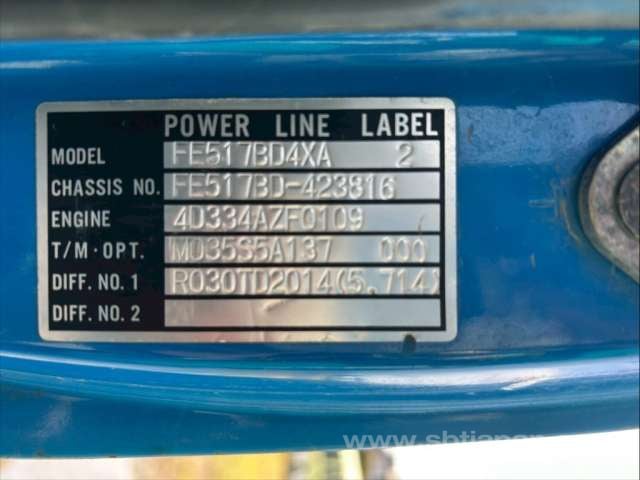 POWER LINE LABEL
MODEL FE517BD4XA 2
CHASSIS NO. FE517BD-423816
ENGINE 4D334AZF0109
T/M·OPT. M035S5A137 000
DIFF. NO. 1 R030TD2014(5.714)
DIFF. NO. 2